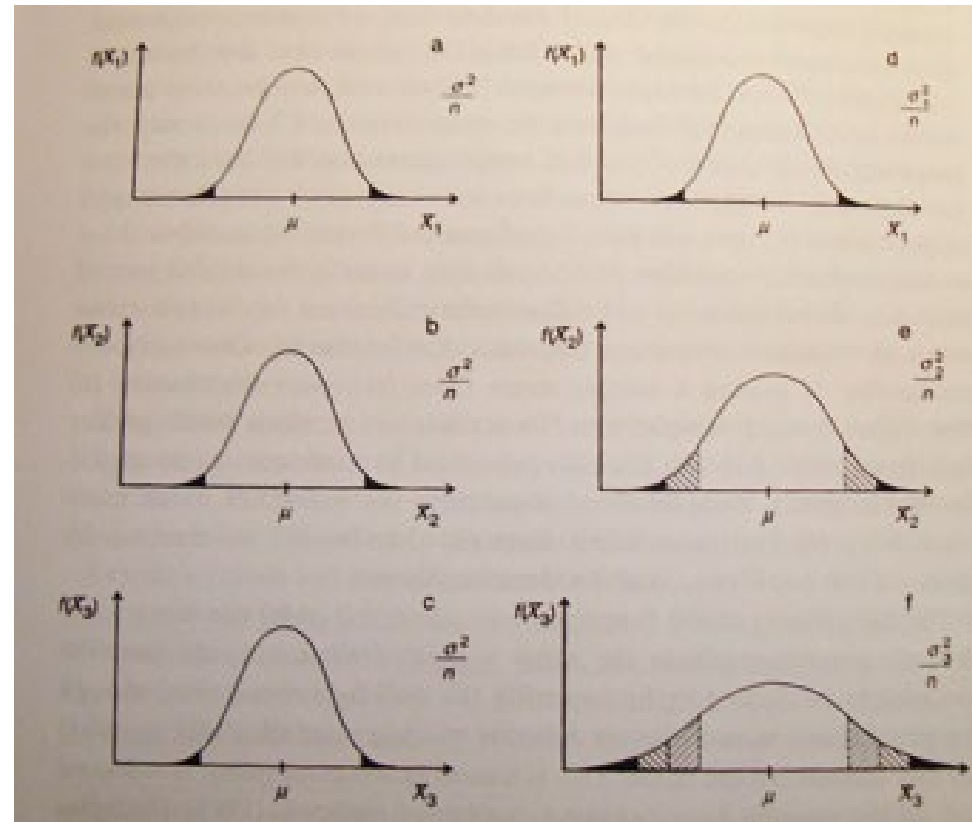 f(X̄₁)
a
σ²
n
μ
X̄₁
f(X̄₁)
d
σ₁²
n
μ
X̄₁
f(X̄₂)
b
σ²
n
μ
X̄₂
f(X̄₂)
e
σ₂²
n
μ
X̄₂
f(X̄₃)
c
σ²
n
μ
X̄₃
f(X̄₃)
f
σ₃²
n
μ
X̄₃